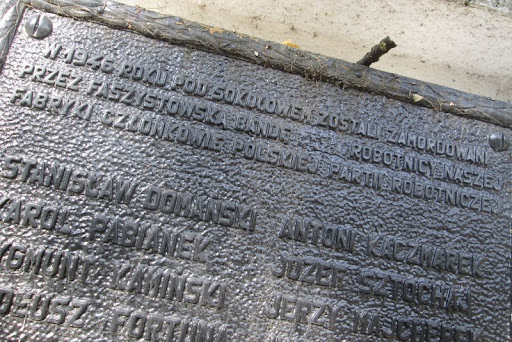 W 1946 ROKU POD SOKOŁOWEM ZOSTALI ZAMORDOWANI
PRZEZ FASZYSTOWSKĄ BANDĘ ROBOTNICY NASZEJ
FABRYKI CZŁONKOWIE POLSKIEJ PARTII ROBOTNICZEJ
STANISŁAW DOMAŃSKI ANTONI KACZMAREK
KAROL PABIANEK JÓZEF
ZYGMUNT KAMIŃSKI JERZY
FORTUNA